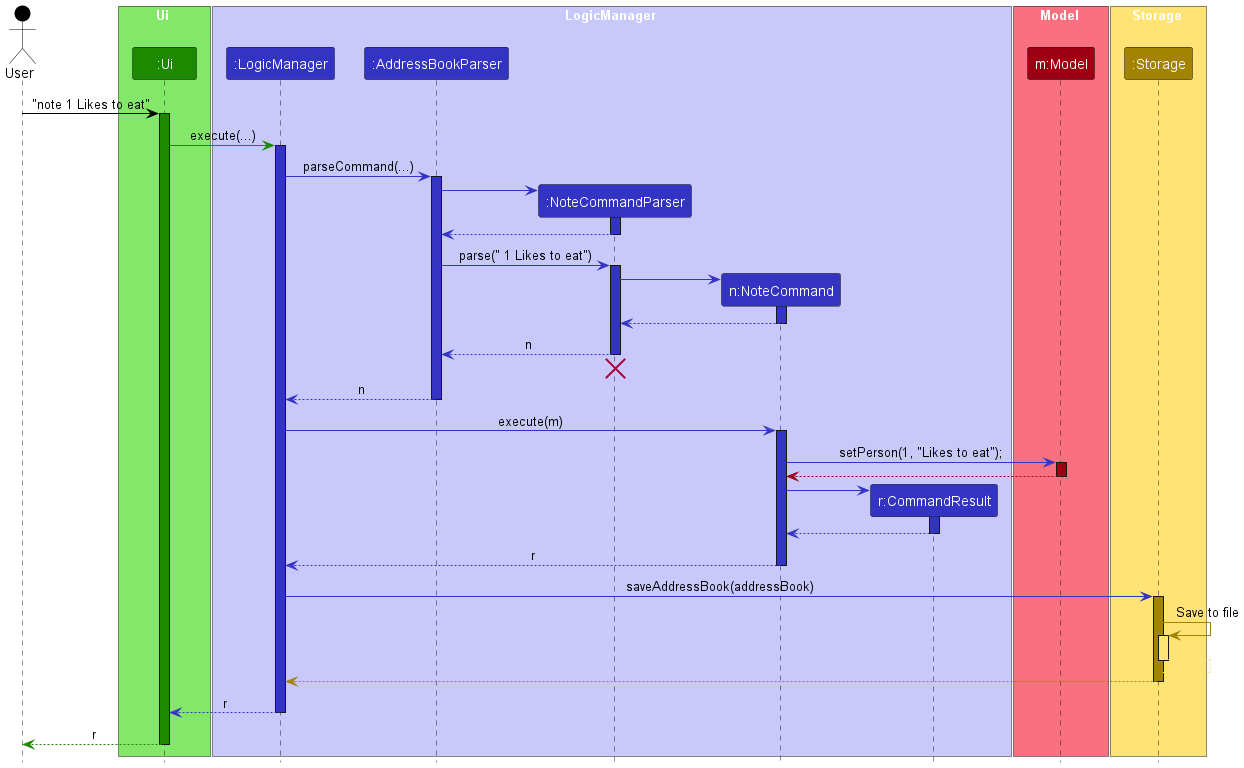 Ui
LogicManager
Model
Storage
User
:Ui
:LogicManager
:AddressBookParser
m:Model
:Storage
"note 1 Likes to eat"
execute(...)
parseCommand(...)
:NoteCommandParser
parse(" 1 Likes to eat")
n:NoteCommand
n
n
execute(m)
setPerson(1, "Likes to eat");
r:CommandResult
r
saveAddressBook(addressBook)
Save to file
r
r